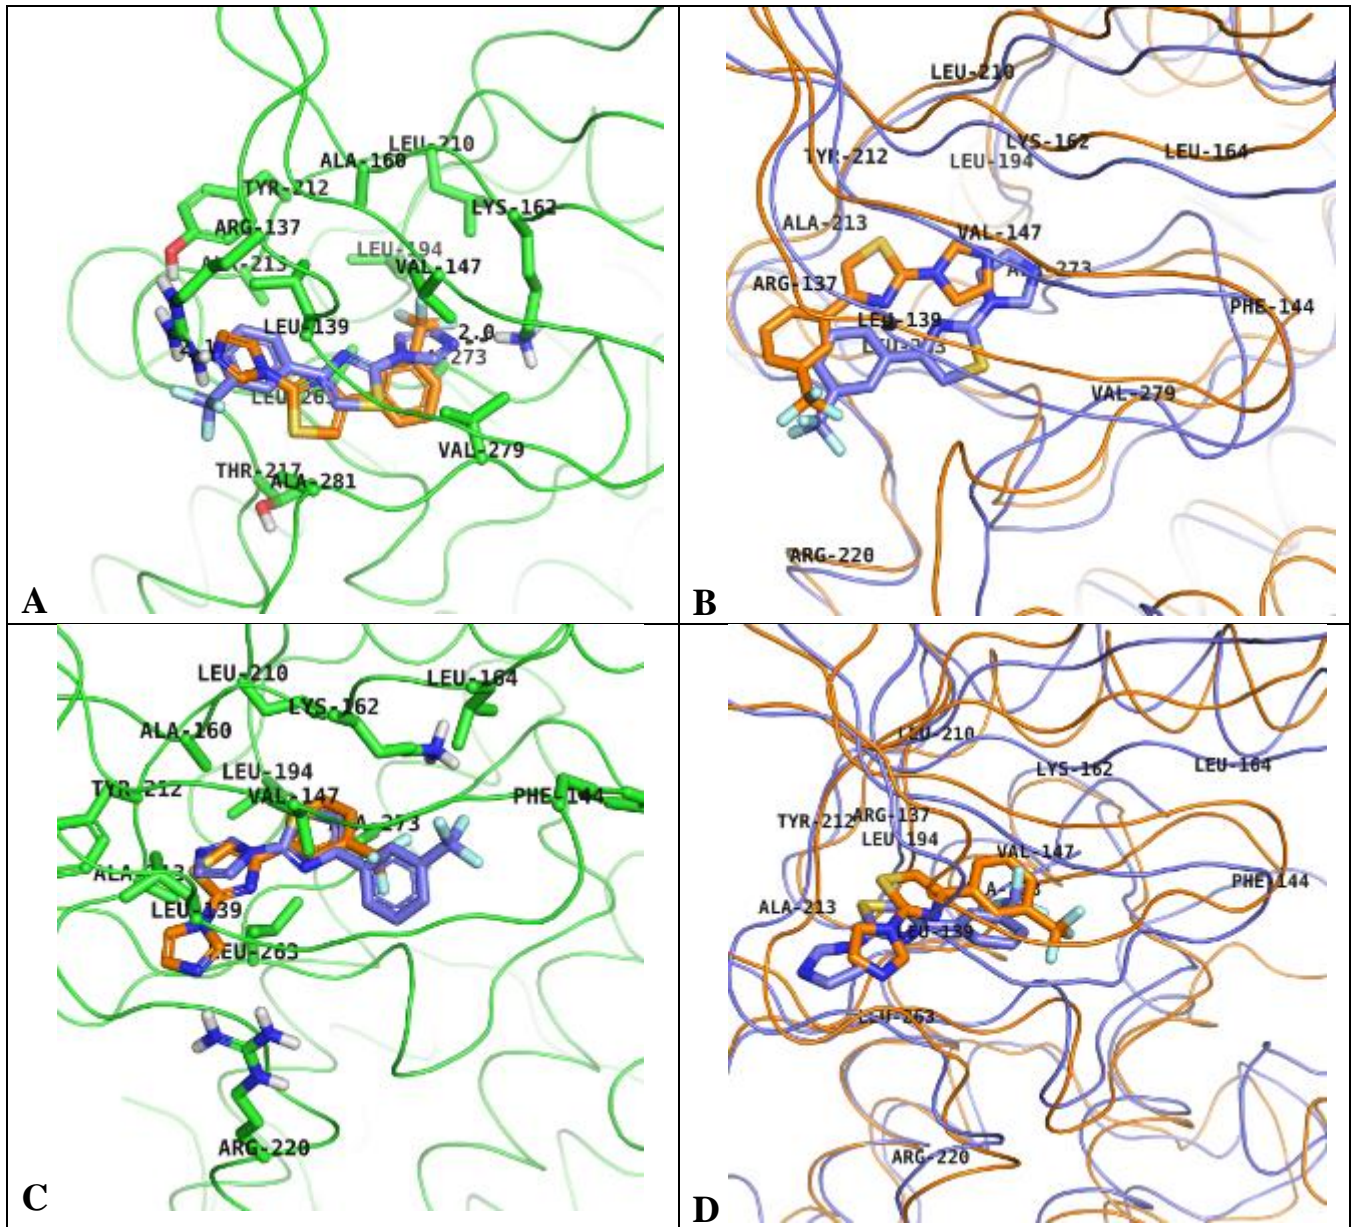 LEU-210
ALA-160
TYR-212
LYS-162
ARG-137
LEU-194
VAL-147
LEU-139
2.0
273
VAL-279
THR-217
ALA-281
A
LEU-210
LYS-162
LEU-164
TYR-212
LEU-194
ALA-213
VAL-147
ARG-137
PHE-144
LEU-139
VAL-279
ARG-220
B
LEU-210
LEU-164
LYS-162
ALA-160
LEU-194
TYR-212
VAL-147
PHE-144
LEU-139
LEU-263
ARG-220
C
LEU-210
LYS-162
LEU-164
TYR-212
ARG-137
LEU-194
VAL-147
PHE-144
ALA-213
LEU-139
LEU-263
ARG-220
D